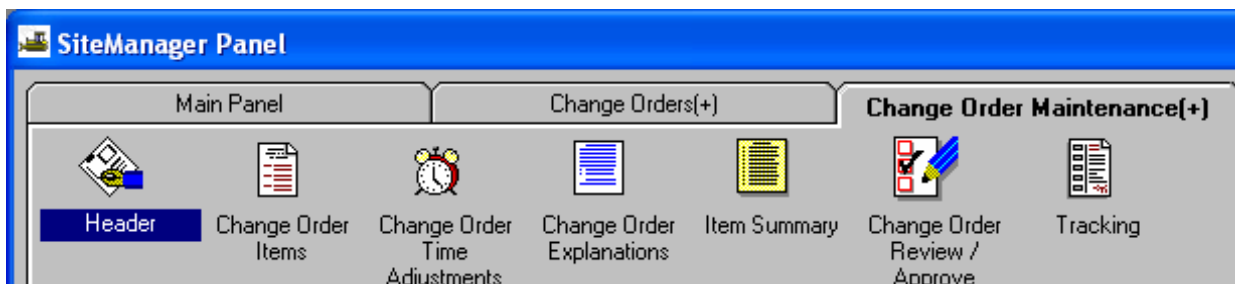 SiteManager Panel
Main Panel
Change Orders(+)
Change Order Maintenance(+)
Header
Change Order
Items
Change Order
Time
Adjustments
Change Order
Explanations
Item Summary
Change Order
Review /
Approve
Tracking